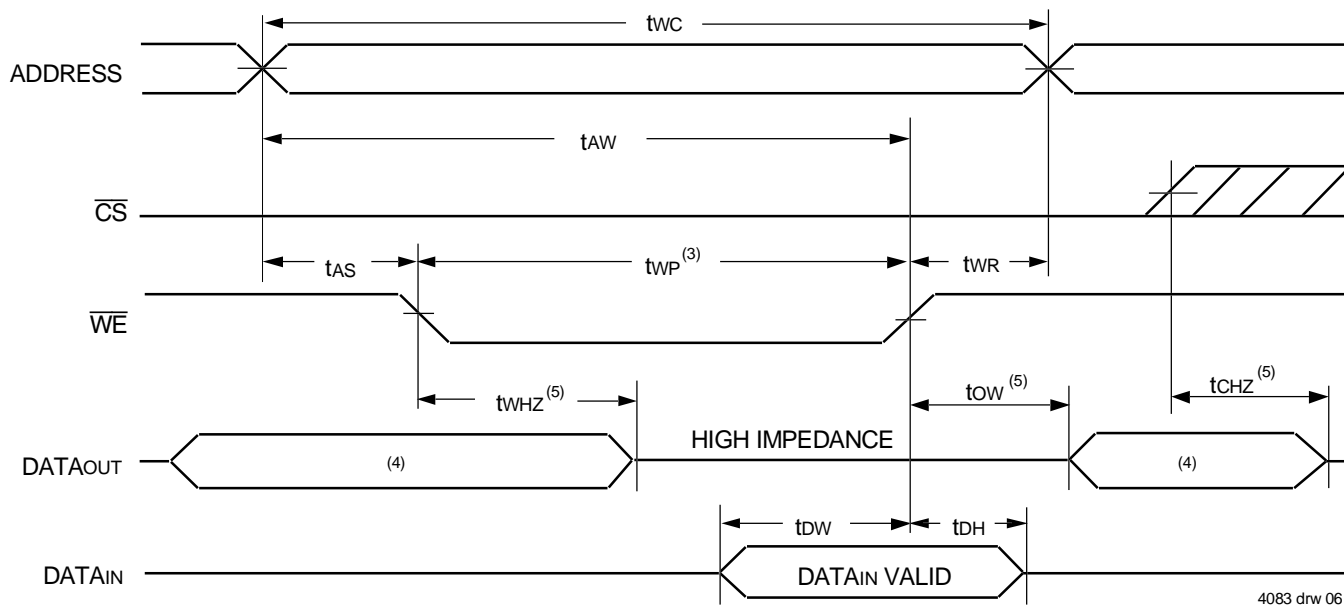 tWC
ADDRESS
tAW
CS
tAS
tWP(3)
tWR
WE
tWHZ(5)
tOW(5)
tCHZ(5)
HIGH IMPEDANCE
DATAOUT
(4)
(4)
tDW
tDH
DATAIN
DATAIN VALID
4083 drw 06